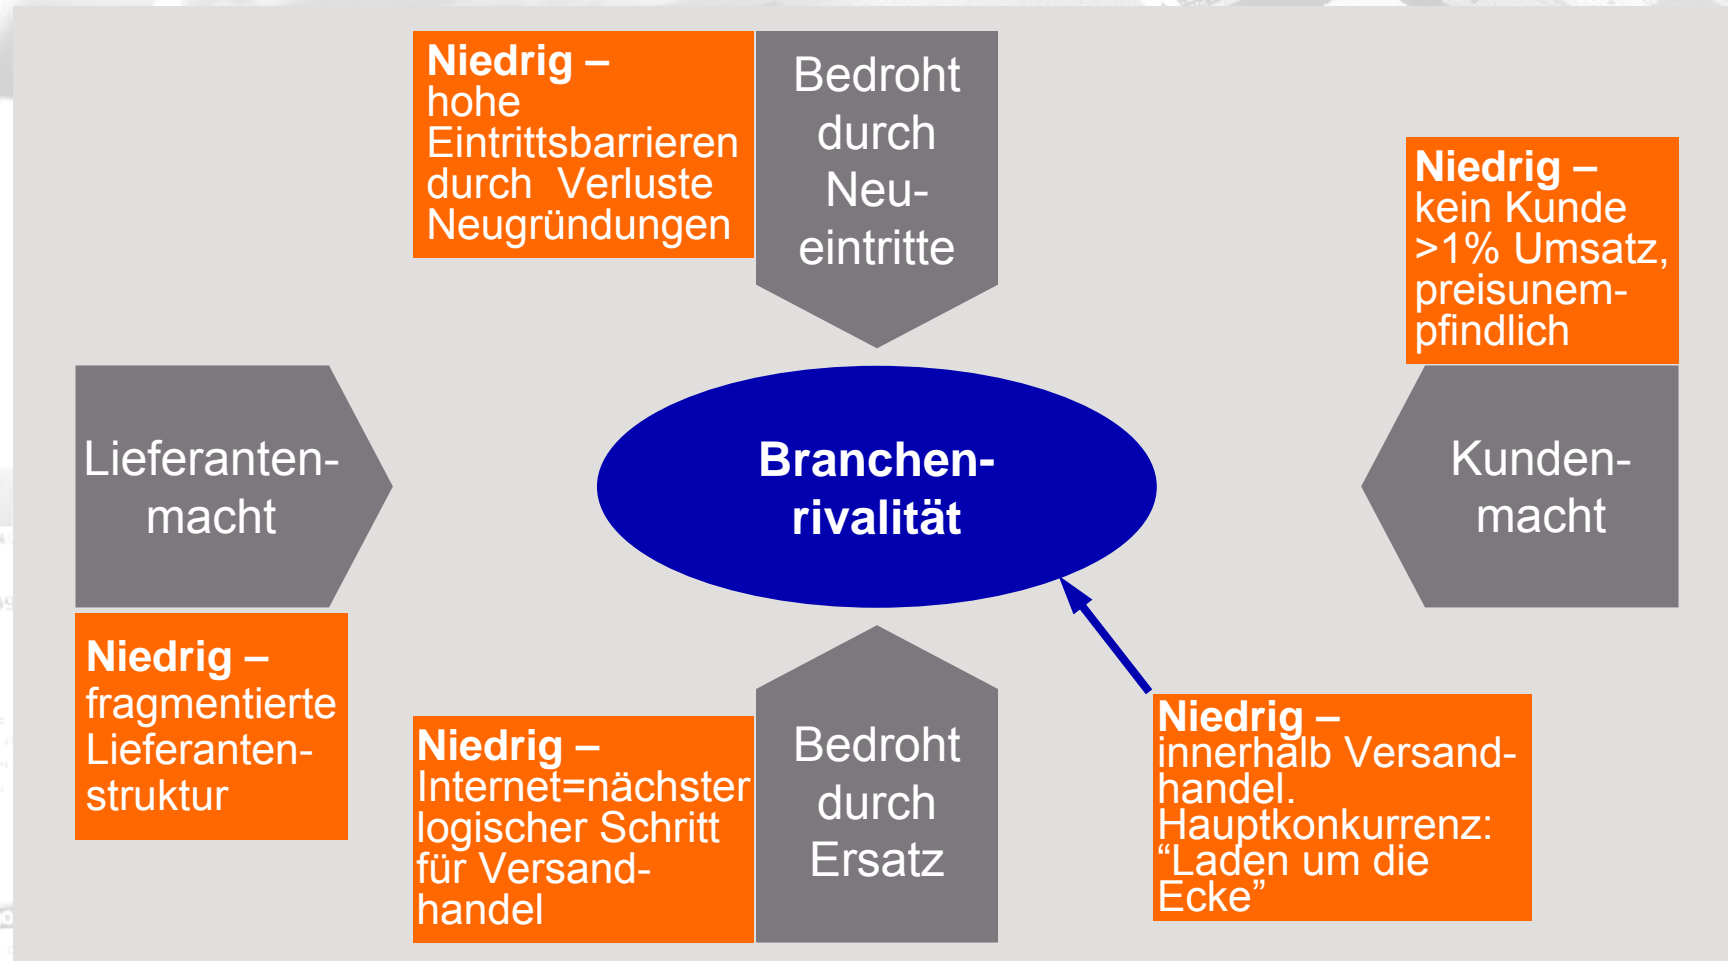 Niedrig –
hohe
Eintrittsbarrieren
durch  Verluste
Neugründungen
Bedroht
durch
Neu-
eintritte
Niedrig –
kein Kunde
>1% Umsatz,
preisunem-
pfindlich
Lieferanten-
macht
Branchen-
rivalität
Kunden-
macht
Niedrig –
fragmentierte
Lieferanten-
struktur
Niedrig –
Internet=nächster
logischer Schritt
für Versand-
handel
Bedroht
durch
Ersatz
Niedrig –
innerhalb Versand-
handel.
Hauptkonkurrenz:
“Laden um die
Ecke”